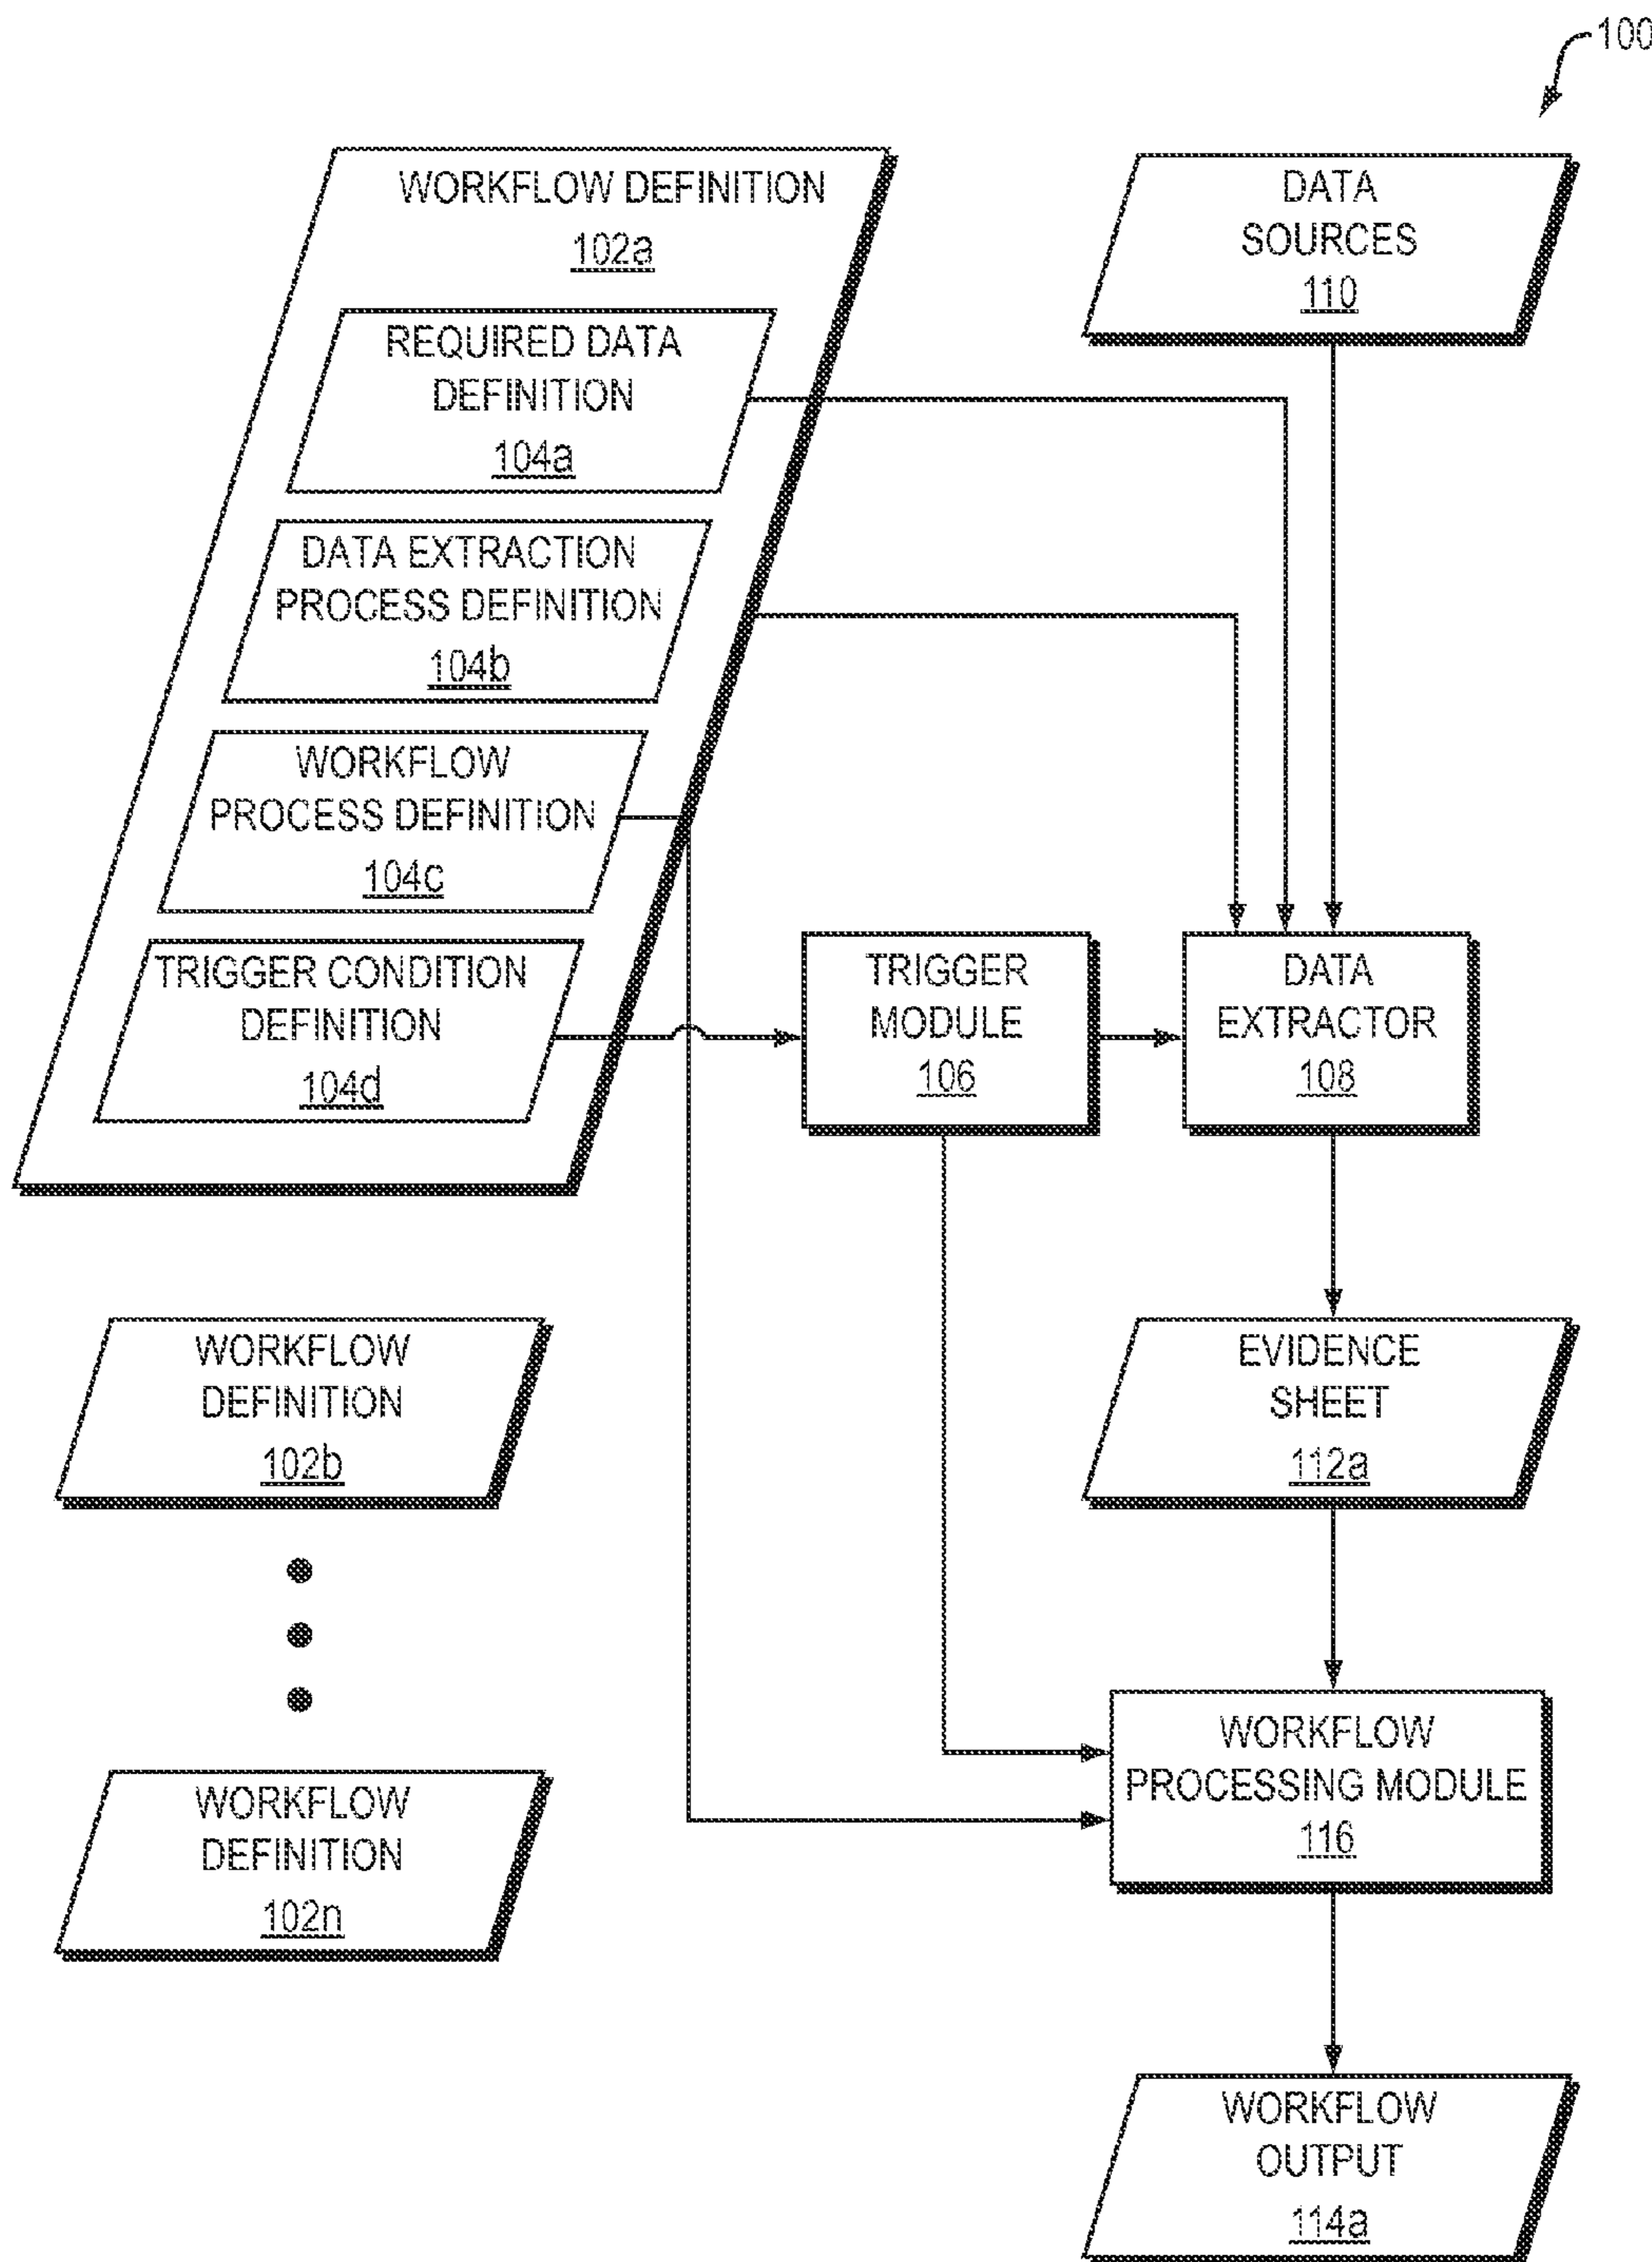 100
WORKFLOW DEFINITION
102a
REQUIRED DATA
DEFINITION
104a
DATA EXTRACTION
PROCESS DEFINITION
104b
WORKFLOW
PROCESS DEFINITION
104c
TRIGGER CONDITION
DEFINITION
104d
DATA
SOURCES
110
TRIGGER
MODULE
106
DATA
EXTRACTOR
108
WORKFLOW
DEFINITION
102b
EVIDENCE
SHEET
112a
WORKFLOW
DEFINITION
102n
WORKFLOW
PROCESSING MODULE
116
WORKFLOW
OUTPUT
114a